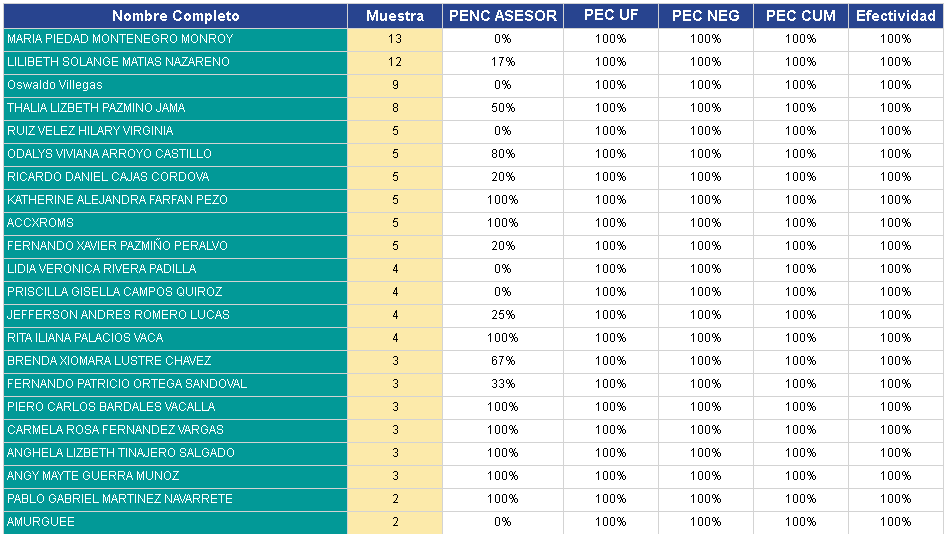 Nombre Completo Muestra PENC ASESOR PEC UF PEC NEG PEC CUM Efectividad
MARIA PIEDAD MONTENEGRO MONROY 13 0% 100% 100% 100% 100%
LILIBETH SOLANGE MATIAS NAZARENO 12 17% 100% 100% 100% 100%
Oswaldo Villegas 9 0% 100% 100% 100% 100%
THALIA LIZBETH PAZMINO JAMA 8 50% 100% 100% 100% 100%
RUIZ VELEZ HILARY VIRGINIA 5 0% 100% 100% 100% 100%
ODALYS VIVIANA ARROYO CASTILLO 5 80% 100% 100% 100% 100%
RICARDO DANIEL CAJAS CORDOVA 5 20% 100% 100% 100% 100%
KATHERINE ALEJANDRA FARFAN PEZO 5 100% 100% 100% 100% 100%
ACCXROMS 5 100% 100% 100% 100% 100%
FERNANDO XAVIER PAZMIÑO PERALVO 5 20% 100% 100% 100% 100%
LIDIA VERONICA RIVERA PADILLA 4 0% 100% 100% 100% 100%
PRISCILLA GISELLA CAMPOS QUIROZ 4 0% 100% 100% 100% 100%
JEFFERSON ANDRES ROMERO LUCAS 4 25% 100% 100% 100% 100%
RITA ILIANA PALACIOS VACA 4 100% 100% 100% 100% 100%
BRENDA XIOMARA LUSTRE CHAVEZ 3 67% 100% 100% 100% 100%
FERNANDO PATRICIO ORTEGA SANDOVAL 3 33% 100% 100% 100% 100%
PIERO CARLOS BARDALES VACALLA 3 100% 100% 100% 100% 100%
CARMELA ROSA FERNANDEZ VARGAS 3 100% 100% 100% 100% 100%
ANGHELA LIZBETH TINAJERO SALGADO 3 100% 100% 100% 100% 100%
ANGY MAYTE GUERRA MUNOZ 3 100% 100% 100% 100% 100%
PABLO GABRIEL MARTINEZ NAVARRETE 2 100% 100% 100% 100% 100%
AMURGUEE 2 0% 100% 100% 100% 100%